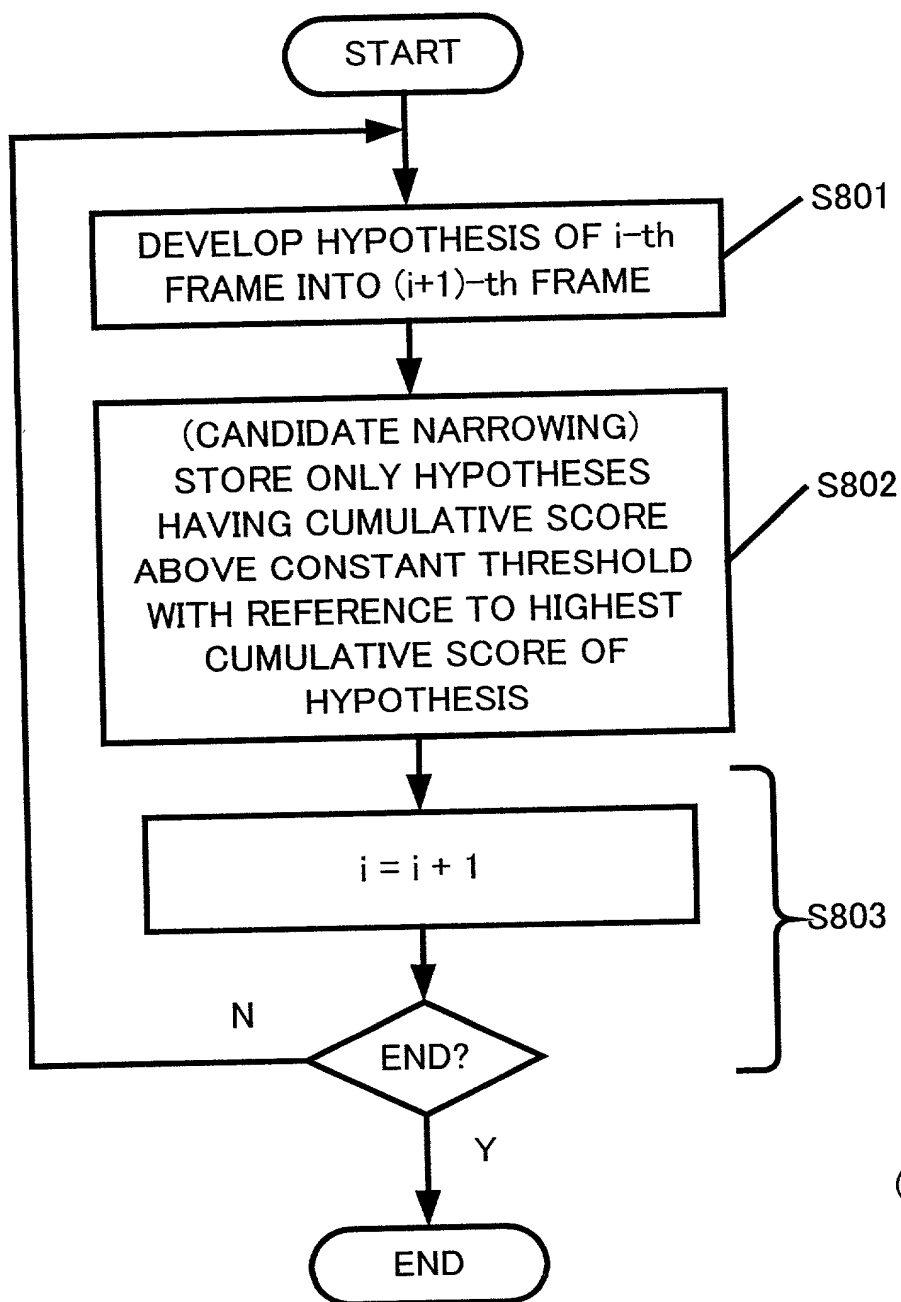 START
S801
DEVELOP HYPOTHESIS OF i-th
FRAME INTO (i+1)-th FRAME
S802
(CANDIDATE NARROWING)
STORE ONLY HYPOTHESES
HAVING CUMULATIVE SCORE
ABOVE CONSTANT THRESHOLD
WITH REFERENCE TO HIGHEST
CUMULATIVE SCORE OF
HYPOTHESIS
i = i + 1
S803
N
END?
Y
(
END